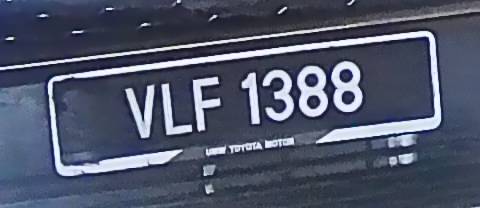 VLF 1388
UMW TOYOTA MOTOR